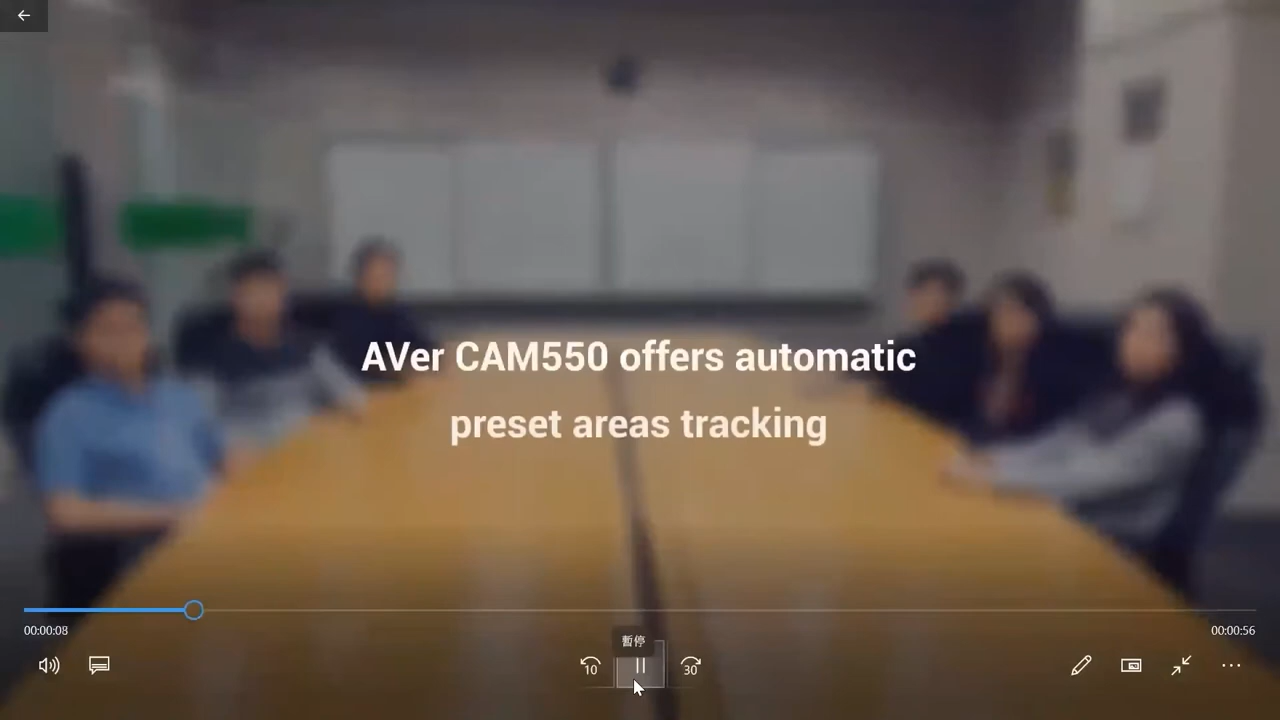 AVer CAM550 offers automatic
preset areas tracking
00:00:08
00:00:56
暫停
10
30